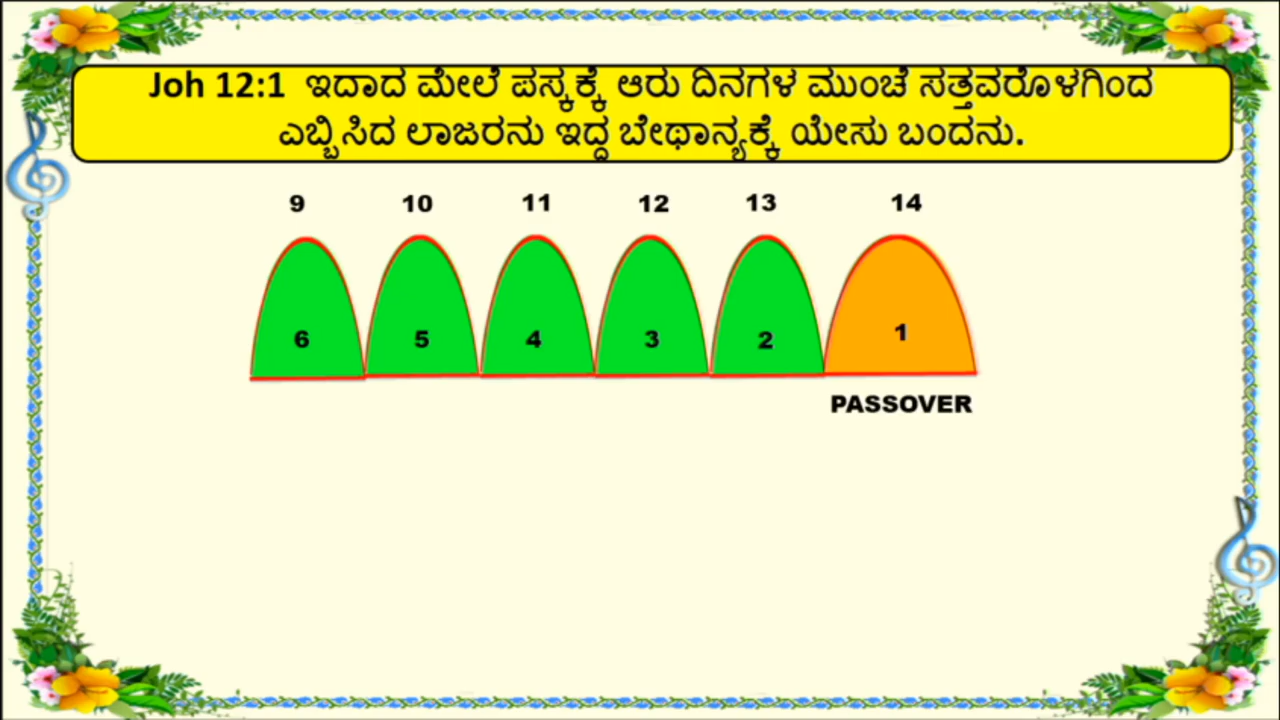 Joh 12:1 ಇದಾದ ಮೇಲೆ ಪಸ್ಕಕ್ಕೆ ಆರು ದಿನಗಳ ಮುಂಚೆ ಸತ್ತವರೊಳಗಿಂದ
ಎಬ್ಬಿಸಿದ ಲಾಜರನು ಇದ್ದ ಬೇಥಾನ್ಯಕ್ಕೆ ಯೇಸು ಬಂದನು.
9 10 11 12 13 14
6 5 4 3 2 1
PASSOVER